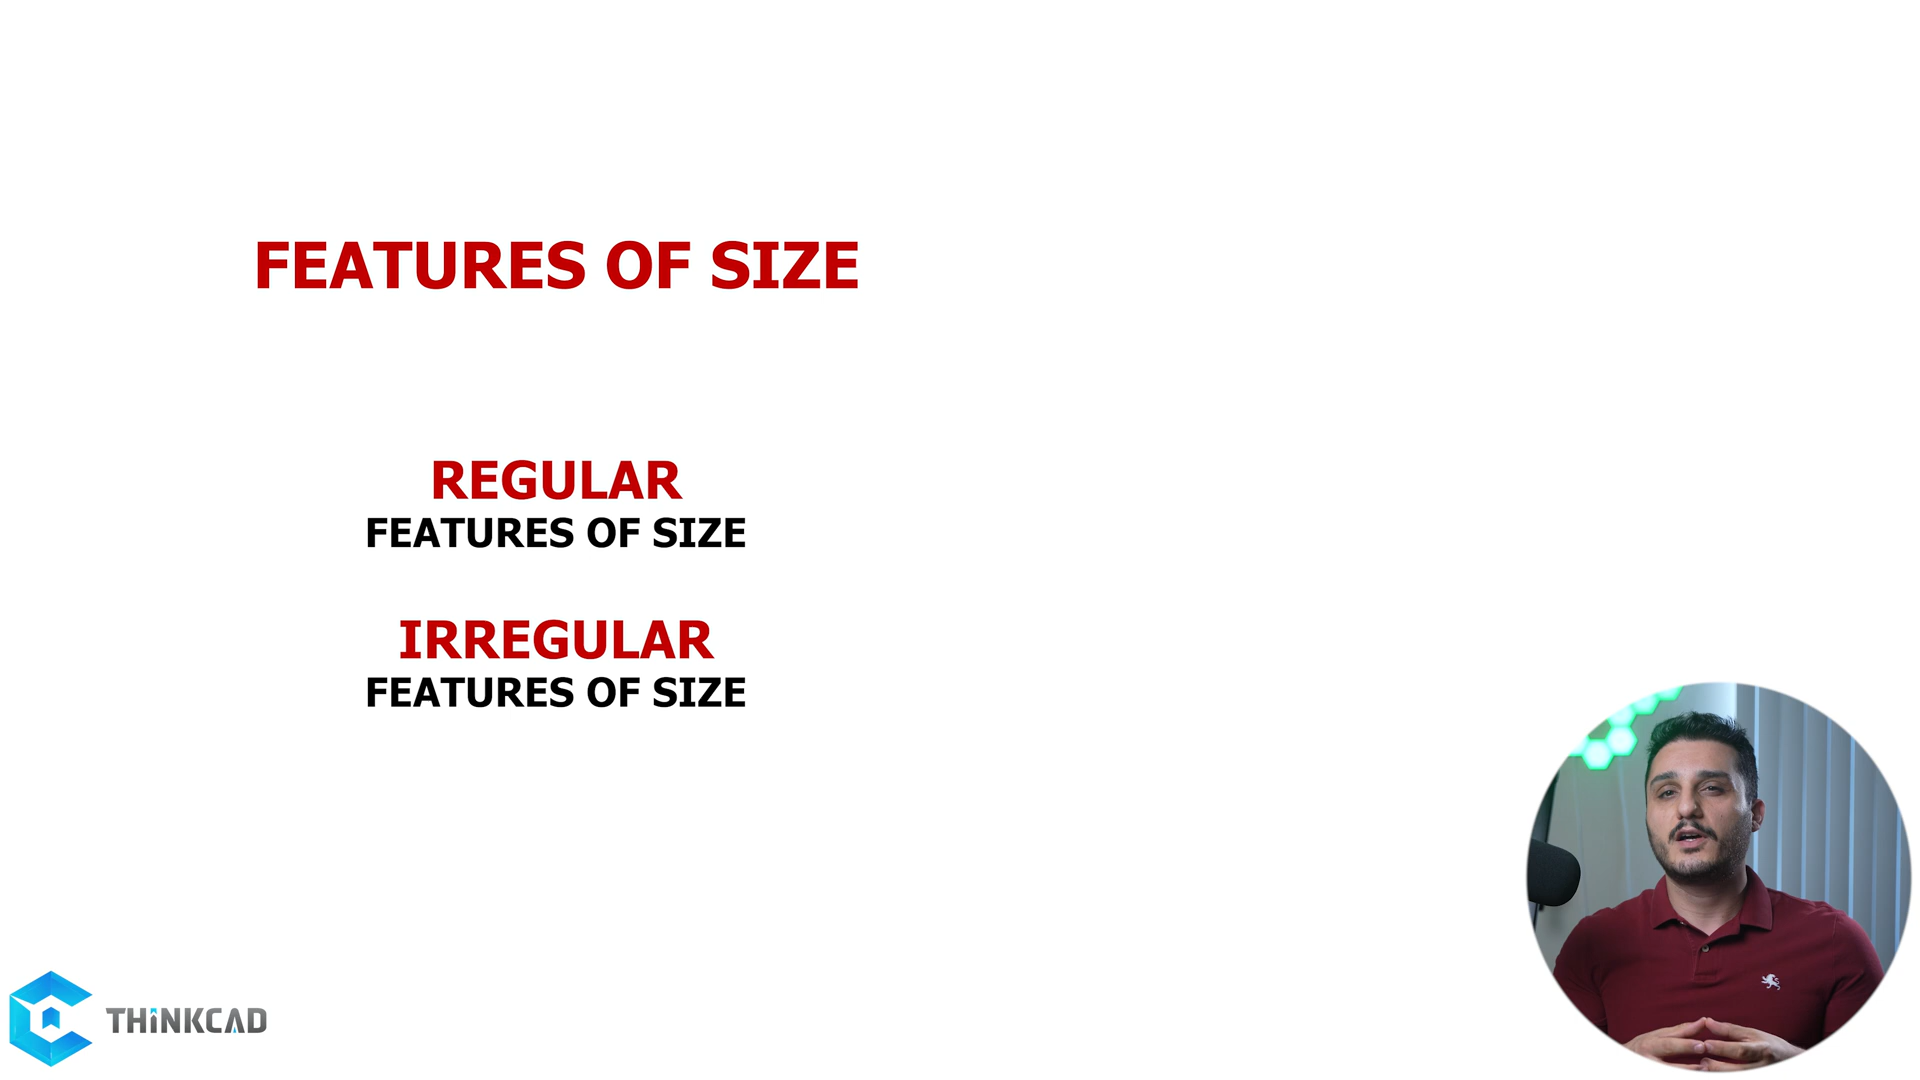 FEATURES OF SIZE
REGULAR
FEATURES OF SIZE
IRREGULAR
FEATURES OF SIZE
THINKCAD